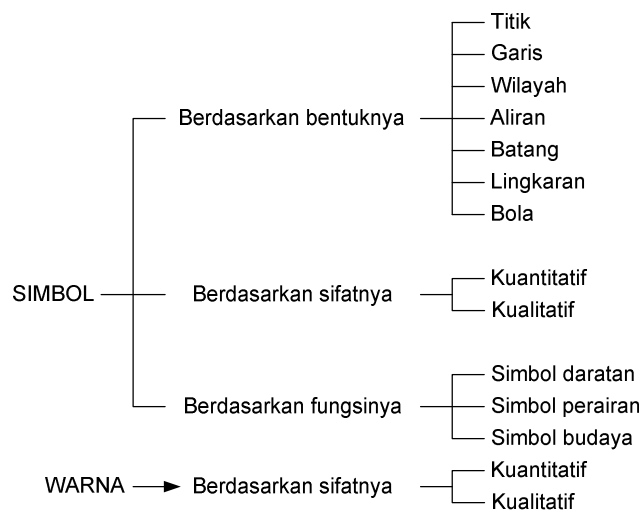 Titik
Garis
Wilayah
Berdasarkan bentuknya
Aliran
Batang
Lingkaran
Bola
SIMBOL
Berdasarkan sifatnya
Kuantitatif
Kualitatif
Berdasarkan fungsinya
Simbol daratan
Simbol perairan
Simbol budaya
WARNA
Berdasarkan sifatnya
Kuantitatif
Kualitatif